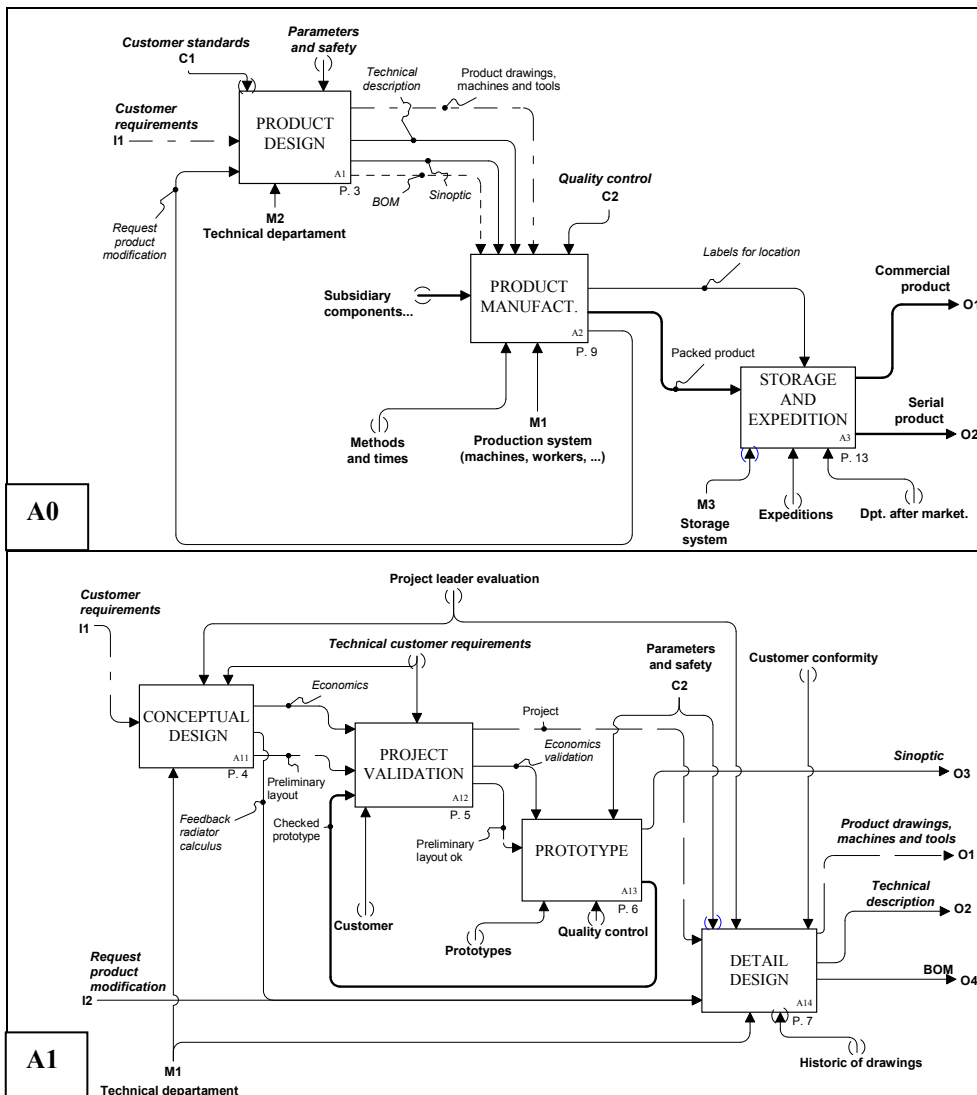 Customer standards
C1
Parameters
and safety
Technical
description
Product drawings,
machines and tools
Customer
requirements
I1
PRODUCT
DESIGN
A1
P. 3
BOM
Sinoptic
M2
Technical departament
Request
product
modification
Quality control
C2
Subsidiary
components...
PRODUCT
MANUFACT.
A2
P. 9
Labels for location
Commercial
product
O1
Packed product
STORAGE
AND
EXPEDITION
A3
P. 13
Serial
product
O2
Methods
and times
M1
Production system
(machines, workers, ...)
M3
Storage
system
Expeditions
Dpt. after market.
A0
Project leader evaluation
Customer
requirements
I1
Technical customer requirements
Parameters
and safety
C2
Customer conformity
Economics
CONCEPTUAL
DESIGN
A11
P. 4
Preliminary
layout
Feedback
radiator
calculus
Checked
prototype
PROJECT
VALIDATION
A12
P. 5
Project
Economics
validation
Preliminary
layout ok
PROTOTYPE
A13
P. 6
Sinoptic
O3
Product drawings,
machines and tools
O1
Technical
description
O2
Customer
Prototypes
Quality control
Request
product
modification
I2
DETAIL
DESIGN
A14
P. 7
BOM
O4
Historic of drawings
M1
Technical departament
A1